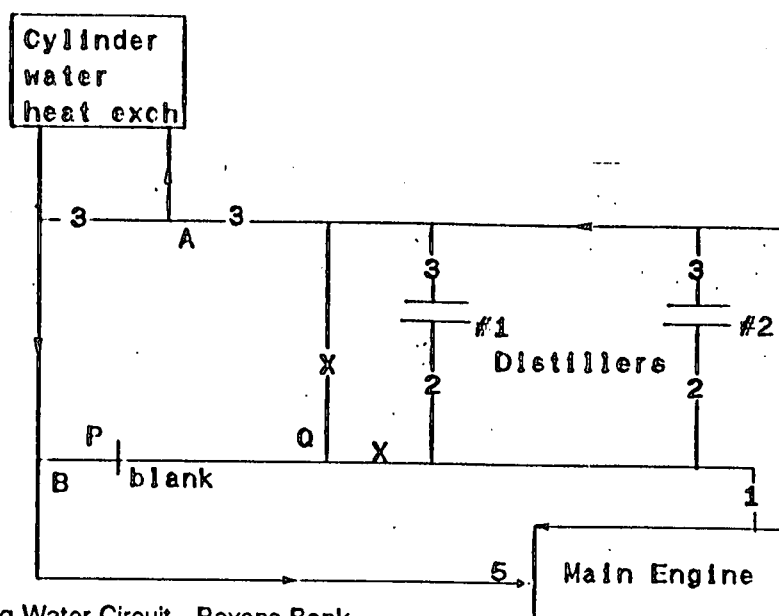 Cylinder
water
heat exch
3
3
A
3
3
#1
#2
Distillers
X
2
2
P
Q
X
B
blank
1
5
Main Engine
g Water Circuit - Revens Bank